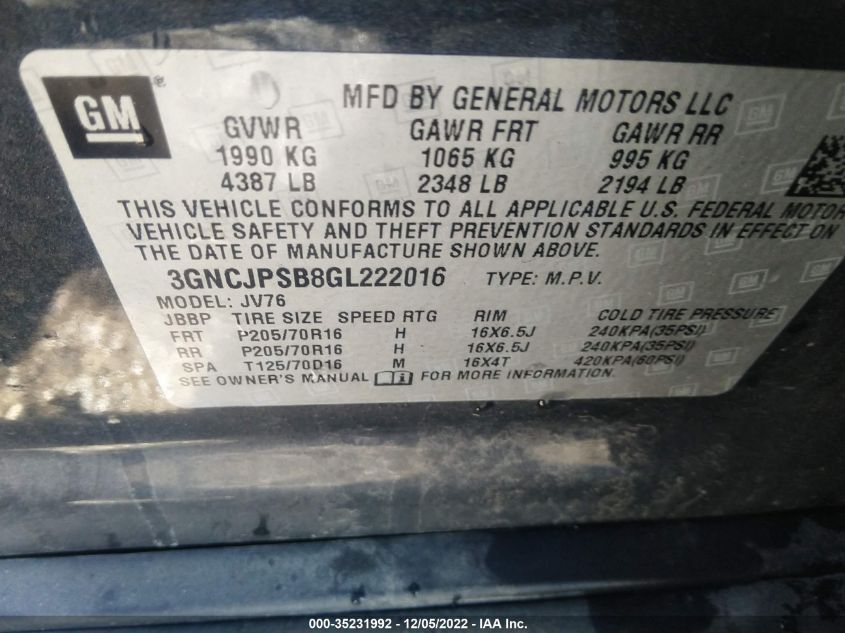 GM ® MFD BY GENERAL MOTORS LLC
GVWR GAWR FRT GAWR RR
1990 KG 1065 KG 995 KG
4387 LB 2348 LB 2194 LB
THIS VEHICLE CONFORMS TO ALL APPLICABLE U.S. FEDERAL MOTOR
VEHICLE SAFETY AND THEFT PREVENTION STANDARDS IN EFFECT ON
THE DATE OF MANUFACTURE SHOWN ABOVE.
3GNCJPSB8GL222016 TYPE: M.P.V.
MODEL: JV76
JBBP TIRE SIZE SPEED RTG RIM COLD TIRE PRESSURE
FRT P205/70R16 H 16X6.5J 240KPA(35PSI)
RR P205/70R16 H 16X6.5J 240KPA(35PSI)
SPA T125/70D16 M 16X4T 420KPA(60PSI)
SEE OWNER'S MANUAL FOR MORE INFORMATION.
000-35231992 - 12/05/2022 - IAA Inc.